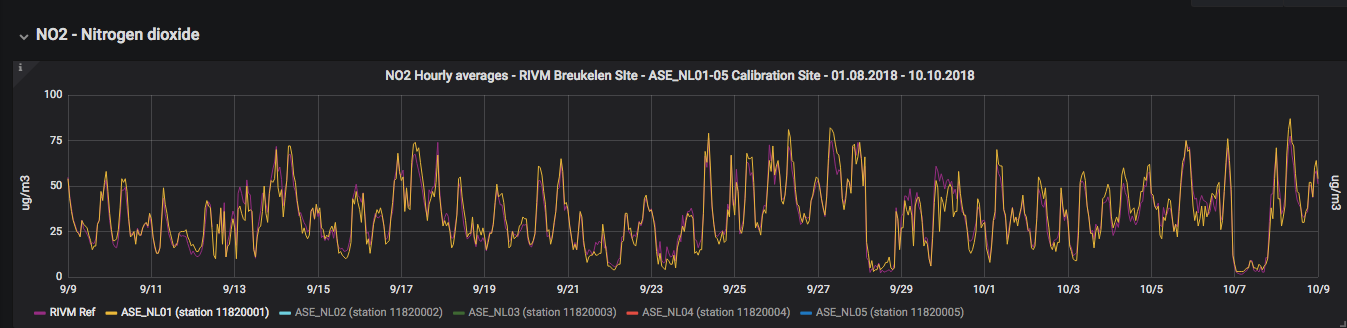 NO2 - Nitrogen dioxide
i
NO2 Hourly averages - RIVM Breukelen SIte - ASE_NL01-05 Calibration Site - 01.08.2018 - 10.10.2018
100
75
50
25
0
ug/m3
ug/m3
9/9 9/11 9/13 9/15 9/17 9/19 9/21 9/23 9/25 9/27 9/29 10/1 10/3 10/5 10/7 10/9
RIVM Ref ASE_NL01 (station 11820001) ASE_NL02 (station 11820002) ASE_NL03 (station 11820003) ASE_NL04 (station 11820004) ASE_NL05 (station 11820005)